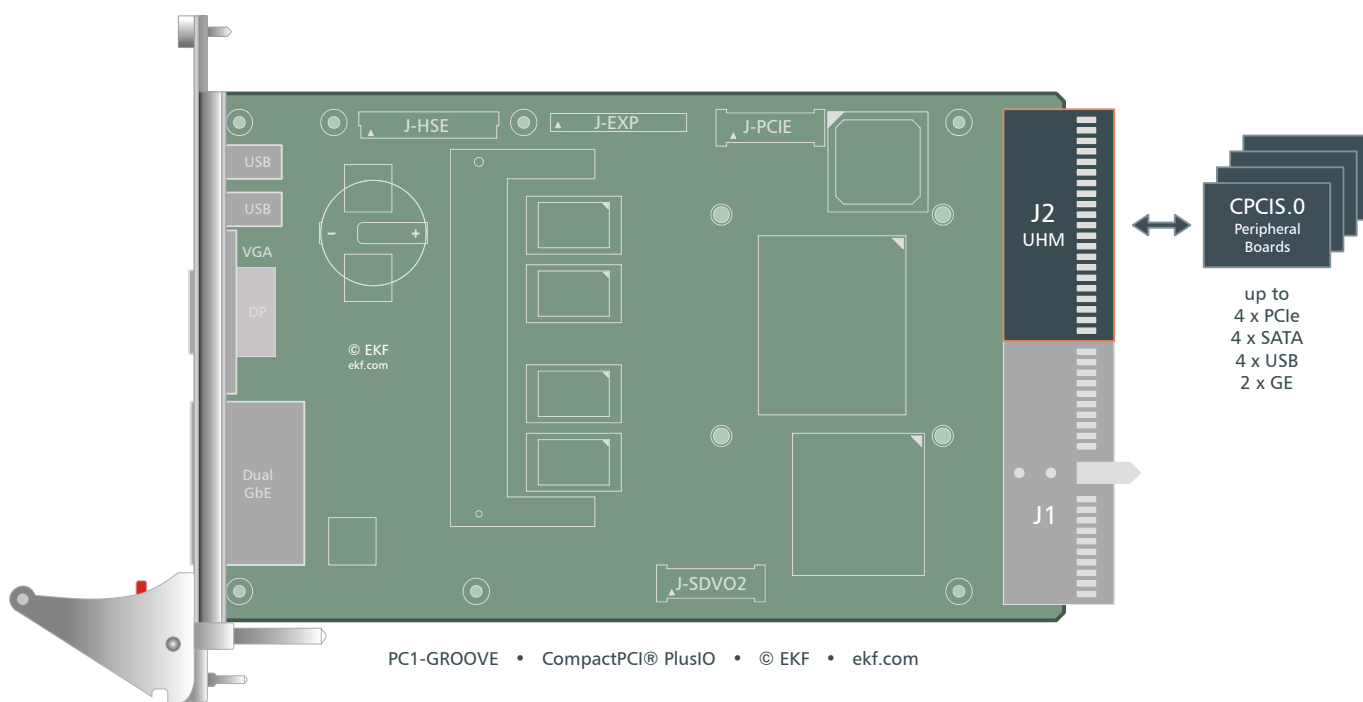 J-HSE
J-EXP
J-PCIE
USB
USB
VGA
DP
- +
© EKF
ekf.com
Dual
GbE
J-SDVO2
J2
UHM
J1
CPCIS.0
Peripheral
Boards
up to
4 x PCIe
4 x SATA
4 x USB
2 x GE
PC1-GROOVE • CompactPCI® PlusIO • © EKF • ekf.com